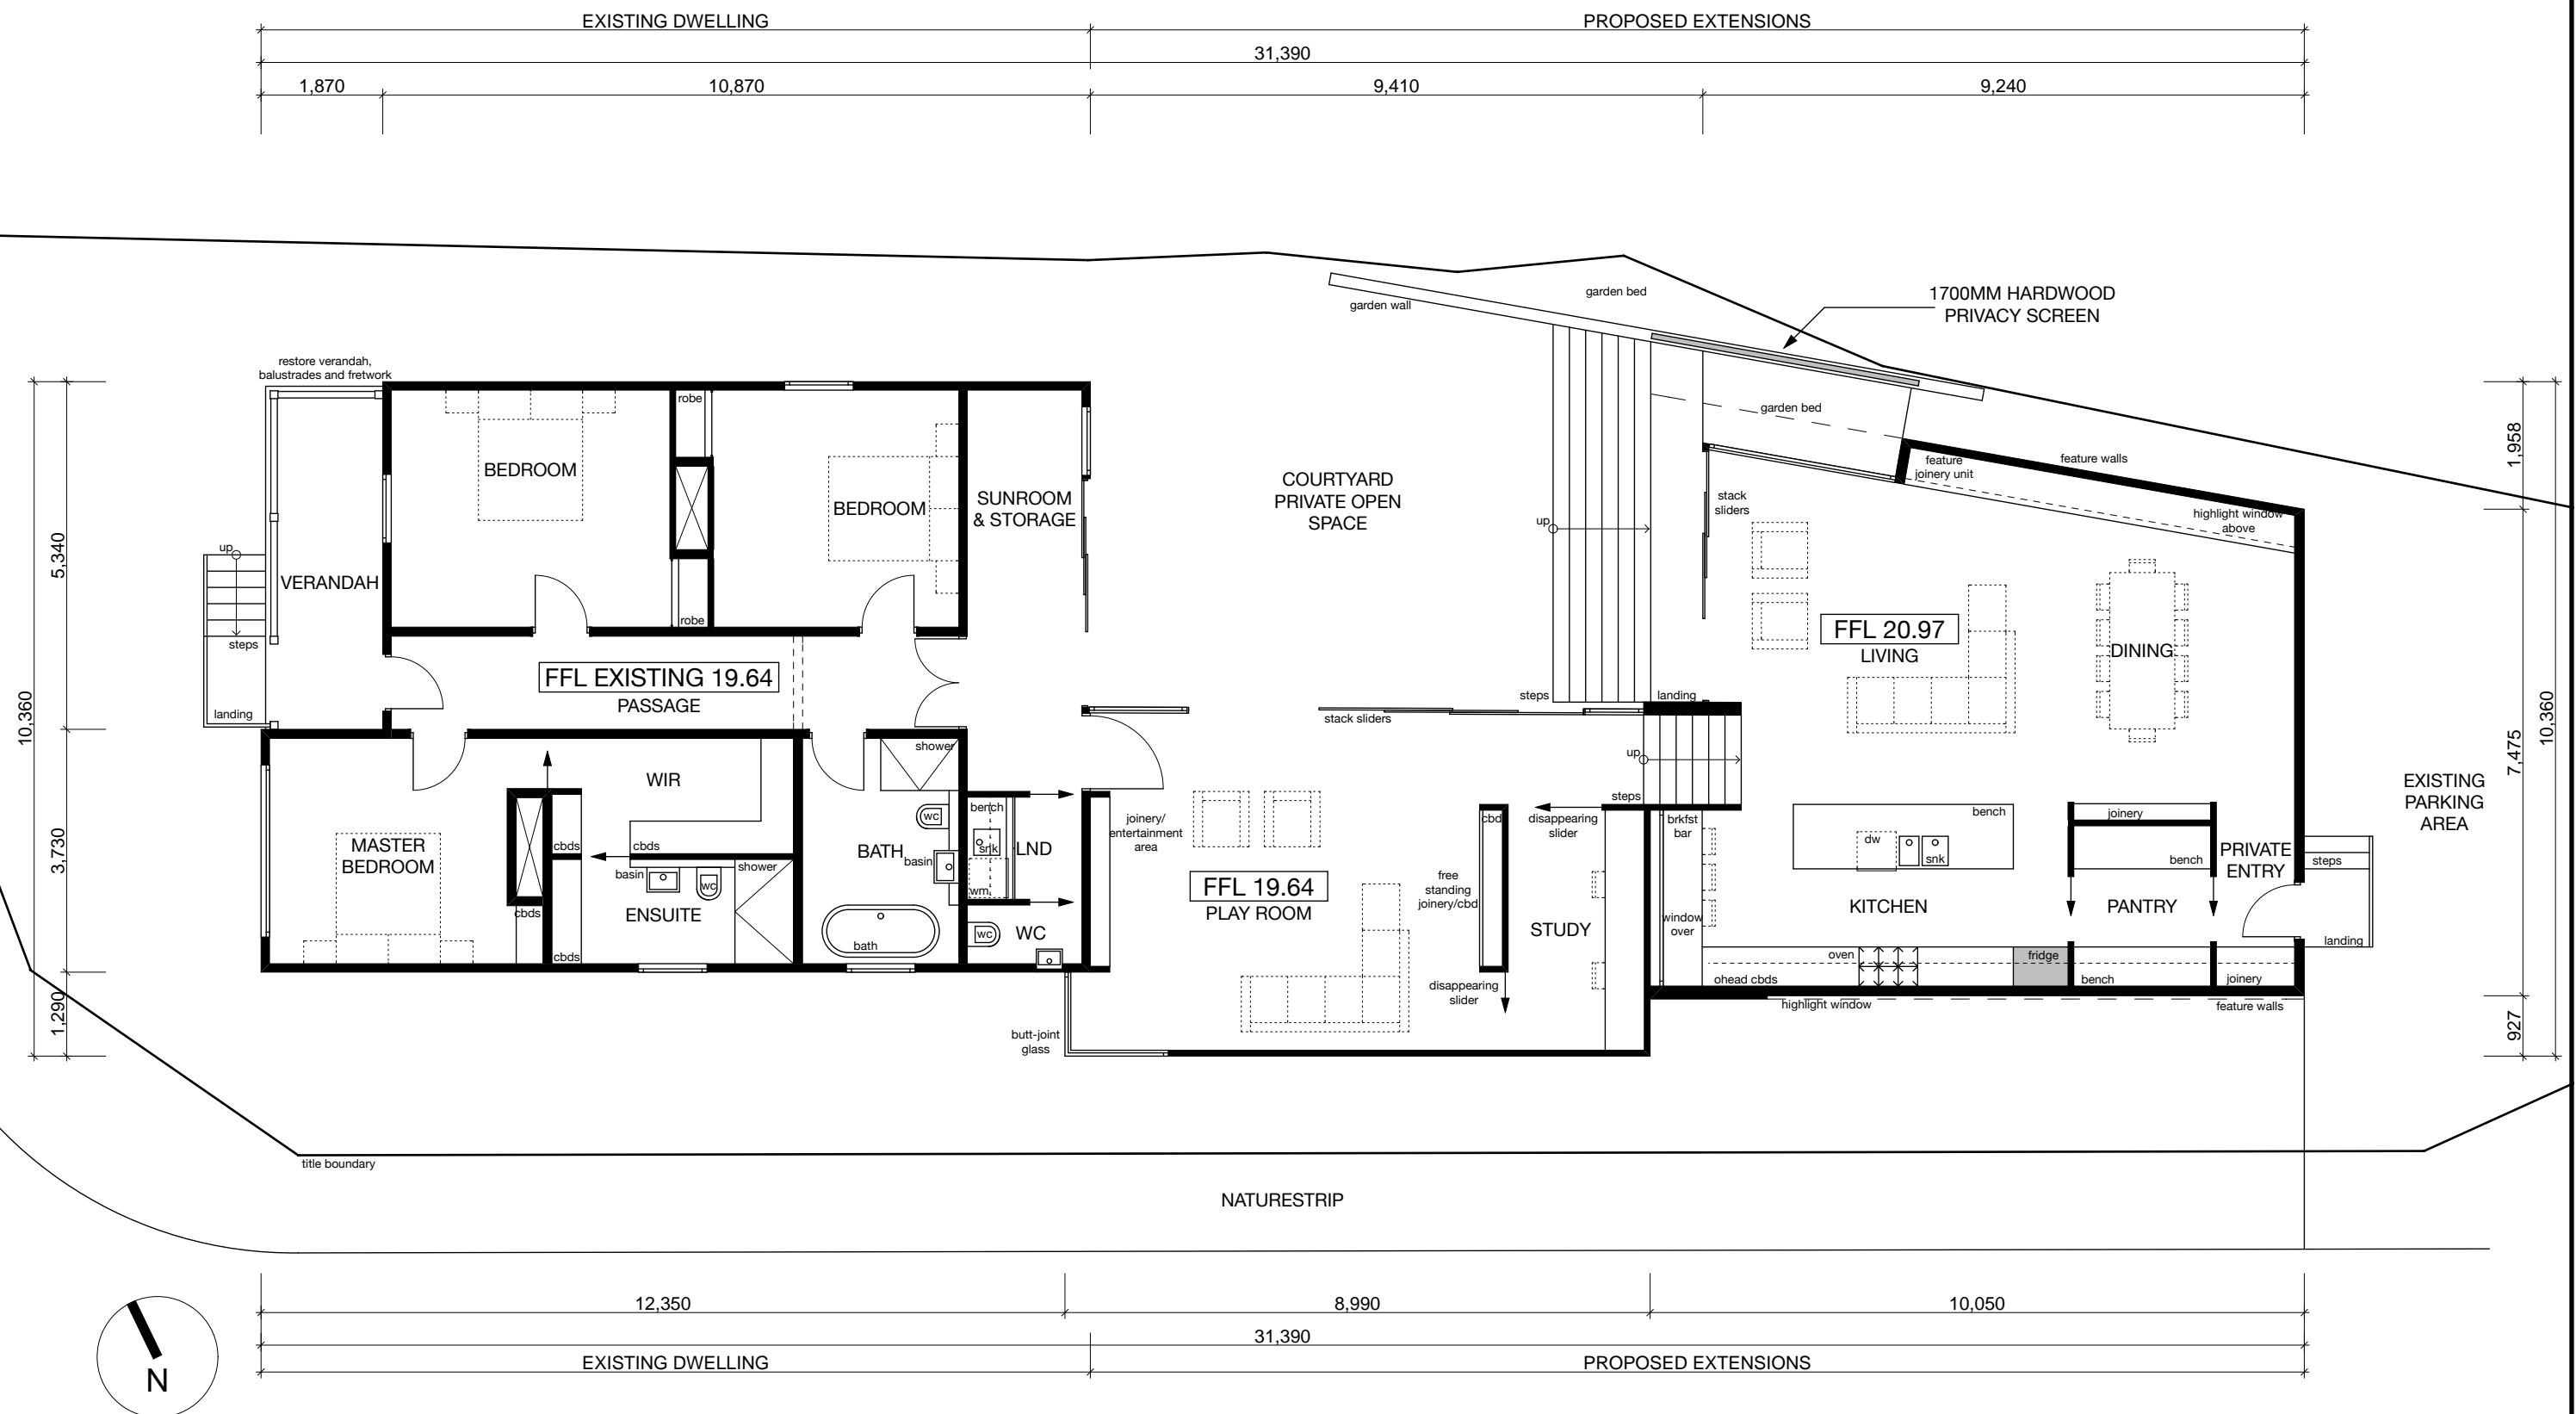 EXISTING DWELLING
PROPOSED EXTENSIONS
31,390
1,870
10,870
9,410
9,240
garden bed
garden wall
1700MM HARDWOOD
PRIVACY SCREEN
restore verandah,
balustrades and fretwork
robe
garden bed
BEDROOM
BEDROOM
SUNROOM
& STORAGE
COURTYARD
PRIVATE OPEN
SPACE
stack
sliders
feature
joinery unit
feature walls
highlight window
above
1,958
up
up
5,340
VERANDAH
steps
robe
FFL EXISTING 19.64
PASSAGE
FFL 20.97
LIVING
DINING
10,360
landing
stack sliders
steps
landing
7,475
10,360
shower
WIR
up
steps
EXISTING
PARKING
AREA
MASTER
BEDROOM
3,730
cbds
cbds
cbds
cbds
basin
wc
shower
ENSUITE
BATH
wc
basin
bath
bench
snk
wm
LND
wc
WC
joinery/
entertainment
area
FFL 19.64
PLAY ROOM
cbd
free
standing
joinery/cbd
disappearing
slider
disappearing
slider
STUDY
brkfst
bar
window
over
bench
dw
snk
KITCHEN
joinery
bench
PANTRY
PRIVATE
ENTRY
steps
landing
oven
fridge
ohead cbds
bench
joinery
highlight window
feature walls
1,290
927
butt-joint
glass
title boundary
NATURESTRIP
12,350
8,990
10,050
31,390
EXISTING DWELLING
PROPOSED EXTENSIONS
N